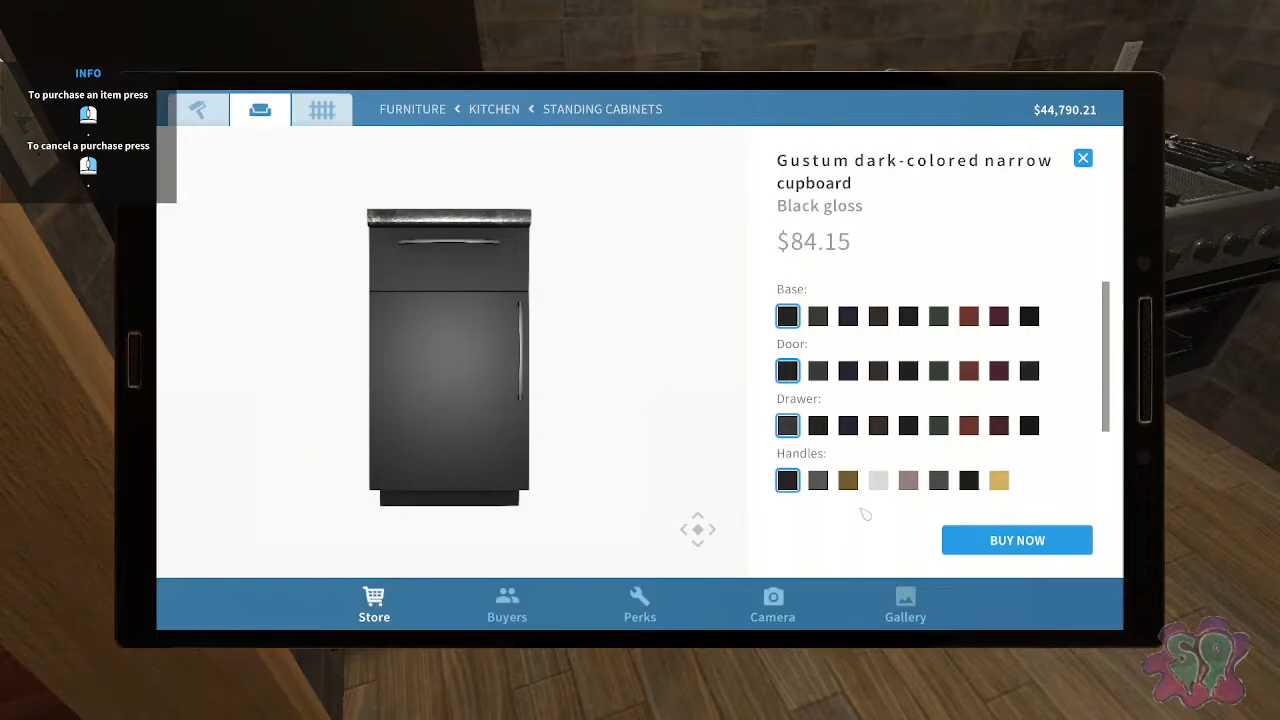 INFO
To purchase an item press
.
To cancel a purchase press
.
FURNITURE < KITCHEN < STANDING CABINETS
$44,790.21
Gustum dark-colored narrow
cupboard
Black gloss
$84.15
Base:
Door:
Drawer:
Handles:
BUY NOW
Store
Buyers
Perks
Camera
Gallery